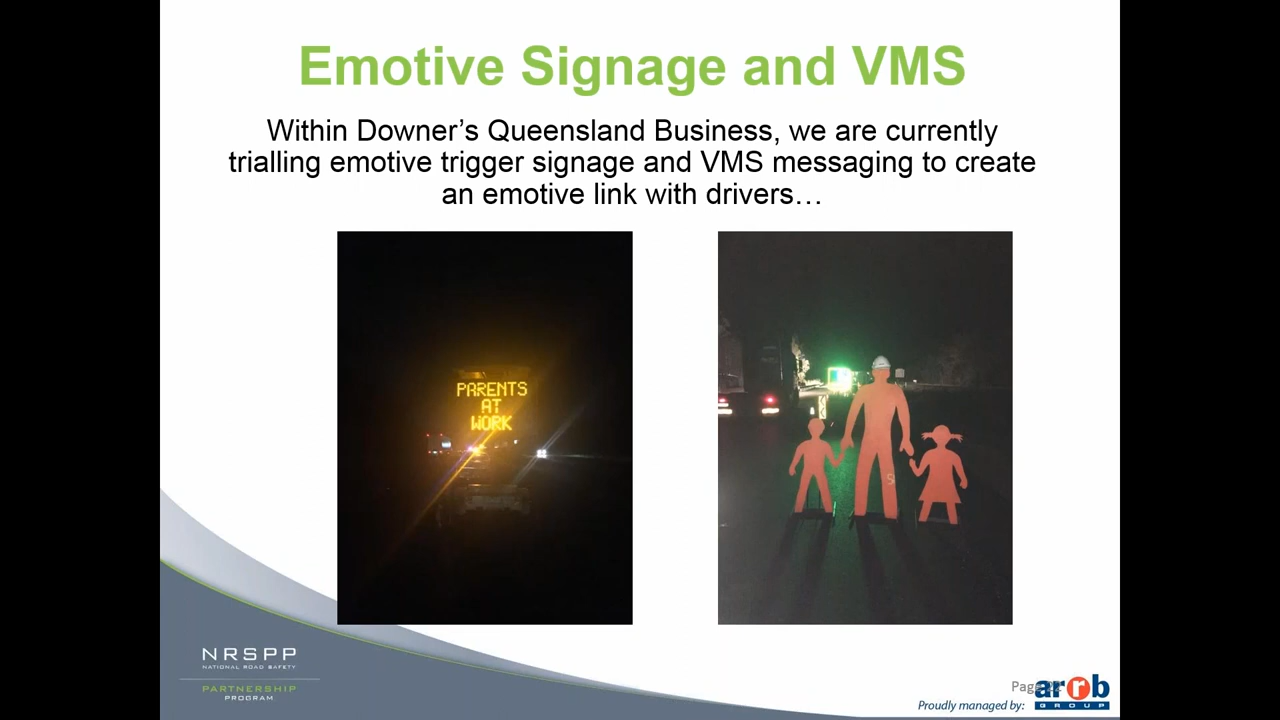 Emotive Signage and VMS
Within Downer's Queensland Business, we are currently
trialling emotive trigger signage and VMS messaging to create
an emotive link with drivers…
PARENTS
AT
WORK
NRSPP
NATIONAL ROAD SAFETY
PARTNERSHIP
PROGRAM
Page
Proudly managed by:
arrb
GROUP